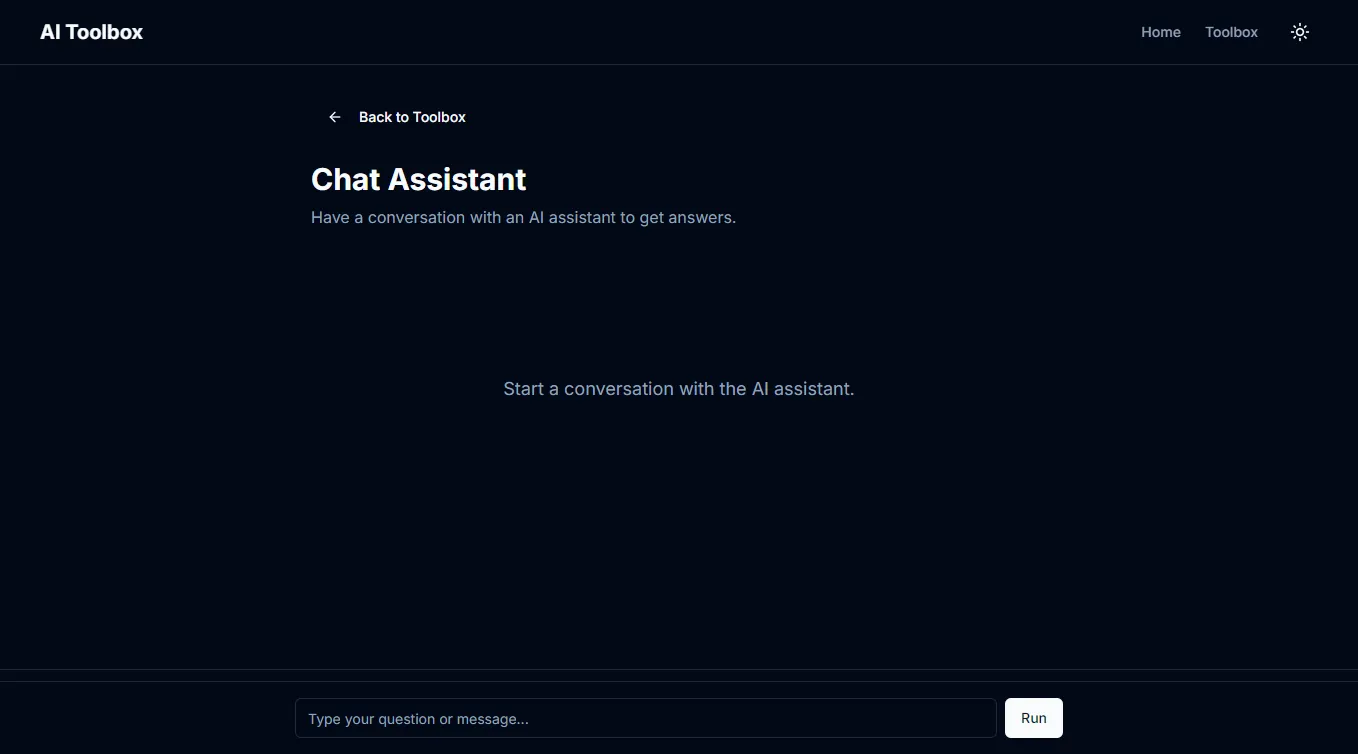 AI Toolbox
Home
Toolbox
Back to Toolbox
Chat Assistant
Have a conversation with an AI assistant to get answers.
Start a conversation with the AI assistant.
Type your question or message...
Run